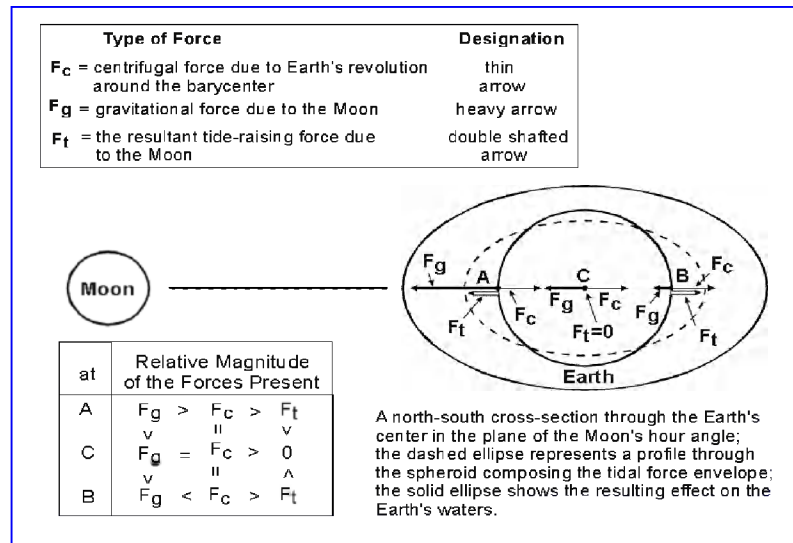 Type of Force Designation
Fc = centrifugal force due to Earth's revolution thin
around the barycenter arrow
Fg = gravitational force due to the Moon heavy arrow
Ft = the resultant tide-raising force due double shafted
to the Moon arrow
Moon
Fg A C B Fc
Fc Fg Fc Fg
Ft Ft=0 Ft
Earth
at Relative Magnitude
of the Forces Present
A Fg > Fc > Ft
v = v
C Fg = Fc > 0
v = ʌ
B Fg < Fc > Ft
A north-south cross-section through the Earth's
center in the plane of the Moon's hour angle;
the dashed ellipse represents a profile through
the spheroid composing the tidal force envelope;
the solid ellipse shows the resulting effect on the
Earth's waters.